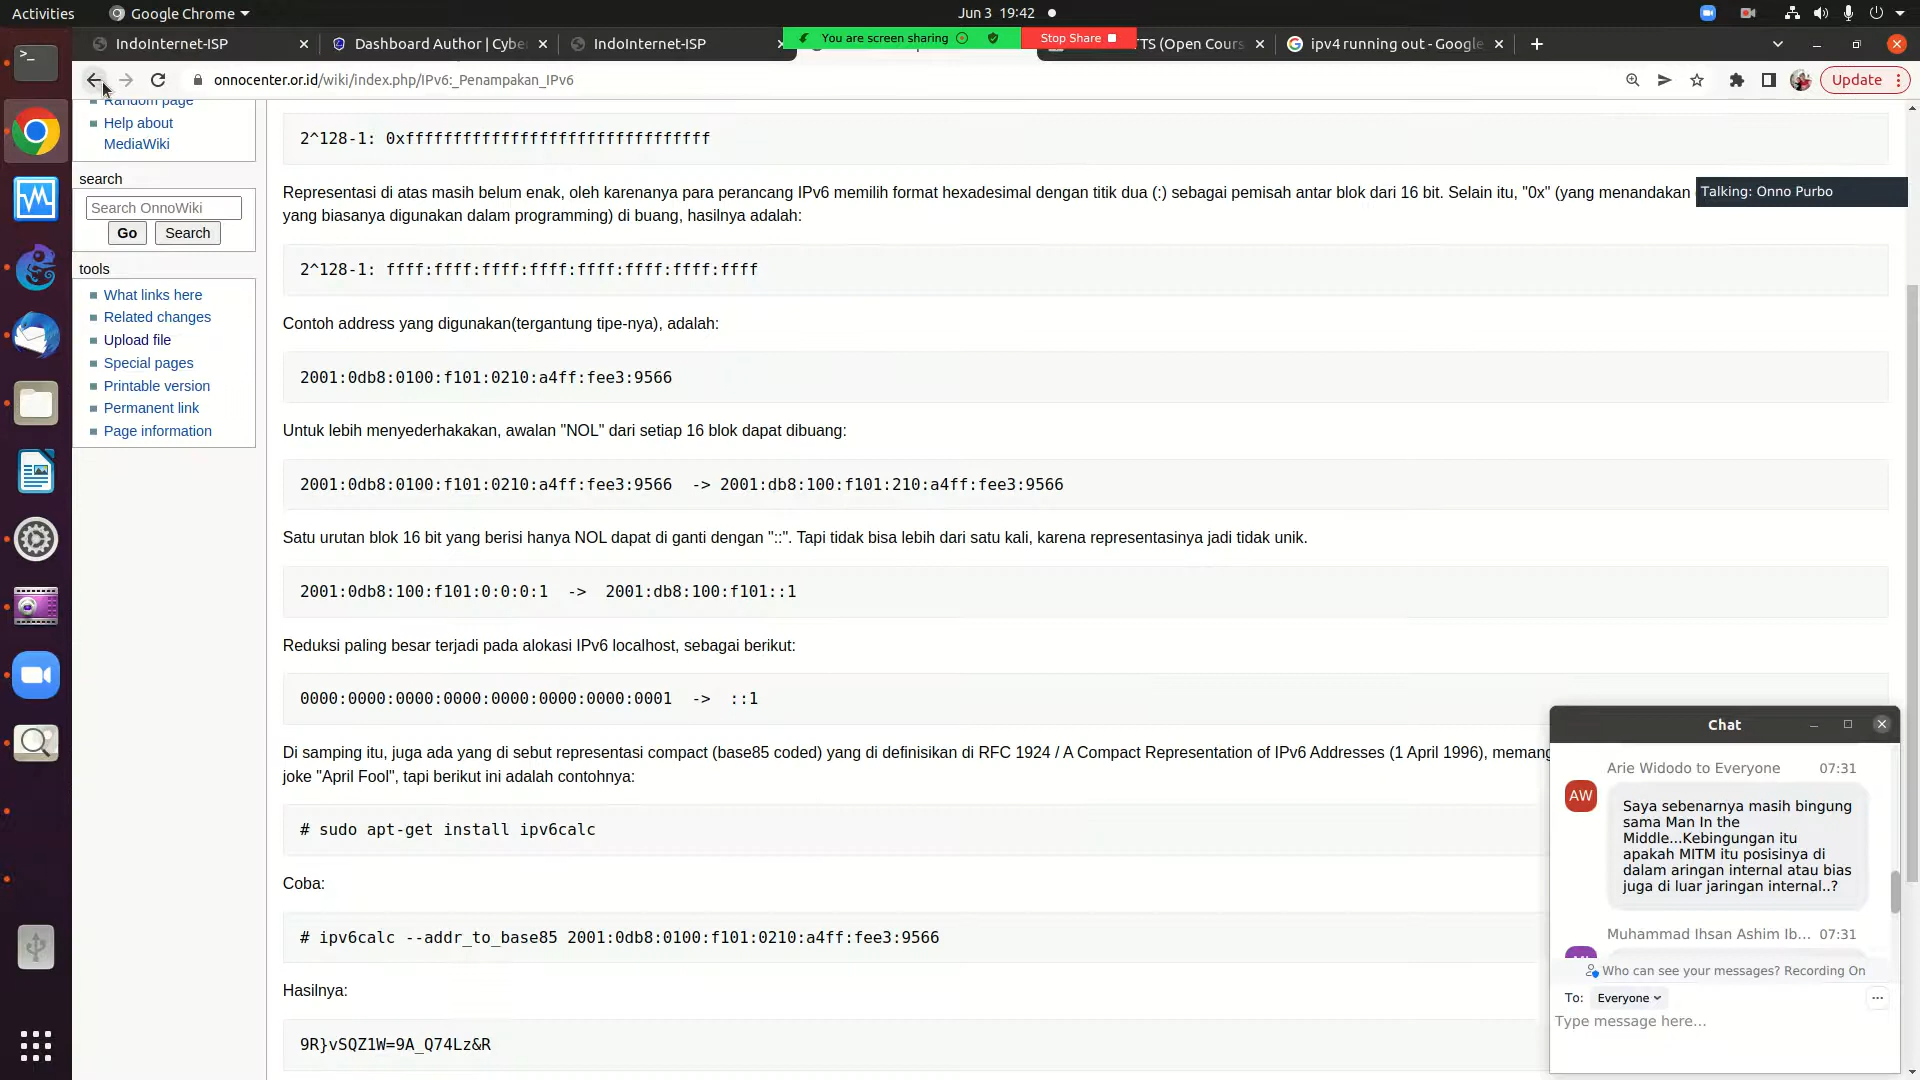 Activities
Google Chrome
Jun 3 19:42
IndoInternet-ISP
Dashboard Author | Cybe
IndoInternet-ISP
You are screen sharing
Stop Share
TS (Open Cours
ipv4 running out - Google
onnocenter.or.id/wiki/index.php/IPv6:_Penampakan_IPv6
Update
Random page
Help about
MediaWiki
search
Search OnnoWiki
Go
Search
tools
What links here
Related changes
Upload file
Special pages
Printable version
Permanent link
Page information
2^128-1: 0xffffffffffffffffffffffffffffffff
Representasi di atas masih belum enak, oleh karenanya para perancang IPv6 memilih format hexadesimal dengan titik dua (:) sebagai pemisah antar blok dari 16 bit. Selain itu, "0x" (yang menandakan
yang biasanya digunakan dalam programming) di buang, hasilnya adalah:
Talking: Onno Purbo
2^128-1: ffff:ffff:ffff:ffff:ffff:ffff:ffff:ffff
Contoh address yang digunakan(tergantung tipe-nya), adalah:
2001:0db8:0100:f101:0210:a4ff:fee3:9566
Untuk lebih menyederhakakan, awalan "NOL" dari setiap 16 blok dapat dibuang:
2001:0db8:0100:f101:0210:a4ff:fee3:9566 -> 2001:db8:100:f101:210:a4ff:fee3:9566
Satu urutan blok 16 bit yang berisi hanya NOL dapat di ganti dengan "::". Tapi tidak bisa lebih dari satu kali, karena representasinya jadi tidak unik.
2001:0db8:100:f101:0:0:0:1 -> 2001:db8:100:f101::1
Reduksi paling besar terjadi pada alokasi IPv6 localhost, sebagai berikut:
0000:0000:0000:0000:0000:0000:0000:0001 -> ::1
Di samping itu, juga ada yang di sebut representasi compact (base85 coded) yang di definisikan di RFC 1924 / A Compact Representation of IPv6 Addresses (1 April 1996), memang
joke "April Fool", tapi berikut ini adalah contohnya:
# sudo apt-get install ipv6calc
Coba:
# ipv6calc --addr_to_base85 2001:0db8:0100:f101:0210:a4ff:fee3:9566
Hasilnya:
9R}vSQZ1W=9A_Q74Lz&R
Chat
Arie Widodo to Everyone 07:31
AW
Saya sebenarnya masih bingung
sama Man In the
Middle...Kebingungan itu
apakah MITM itu posisinya di
dalam aringan internal atau bias
juga di luar jaringan internal..?
Muhammad Ihsan Ashim Ib... 07:31
Who can see your messages? Recording On
To: Everyone
Type message here...